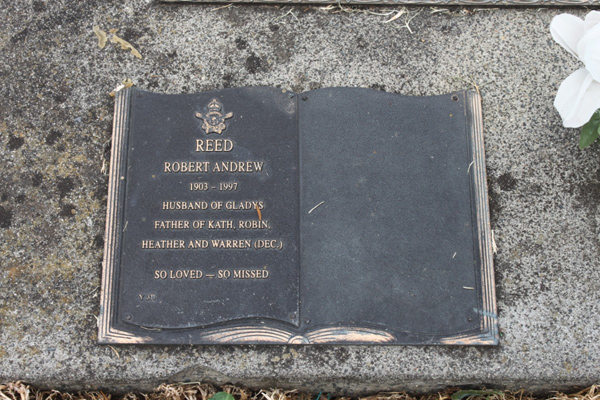 REED
ROBERT ANDREW
1903 – 1997
HUSBAND OF GLADYS
FATHER OF KATH, ROBIN,
HEATHER AND WARREN (DEC.)
SO LOVED — SO MISSED